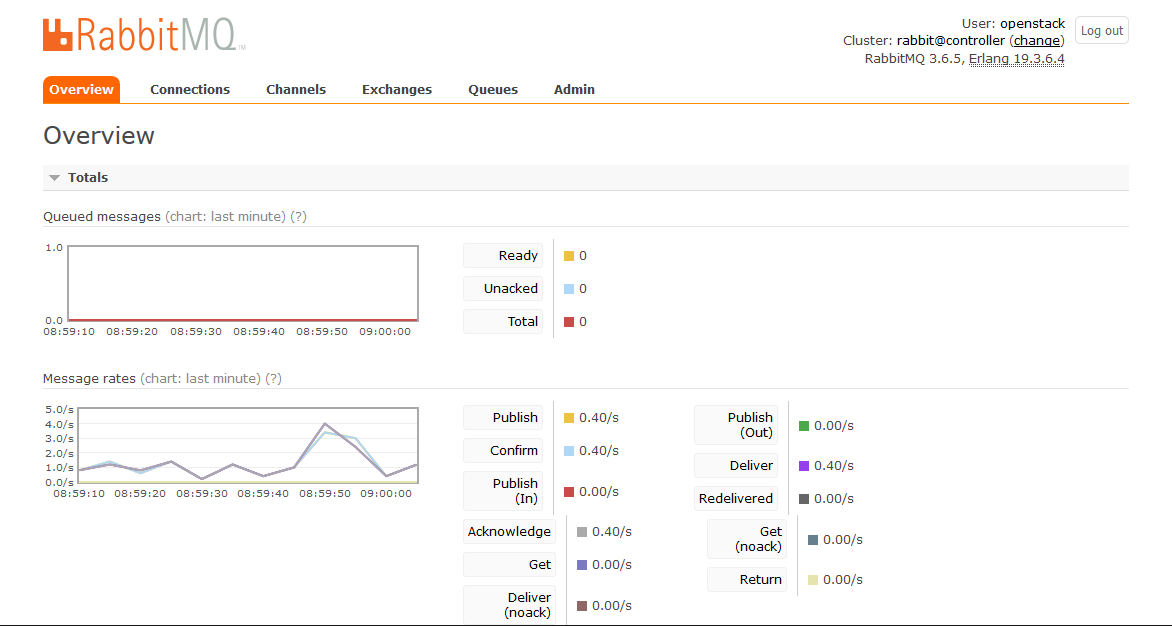 RabbitMQ™
User: openstack
Cluster: rabbit@controller (change)
RabbitMQ 3.6.5, Erlang 19.3.6.4
Log out
Overview Connections Channels Exchanges Queues Admin
Overview
Totals
Queued messages (chart: last minute) (?)
1.0
0.0
08:59:10 08:59:20 08:59:30 08:59:40 08:59:50 09:00:00
Ready 0
Unacked 0
Total 0
Message rates (chart: last minute) (?)
5.0/s
4.0/s
3.0/s
2.0/s
1.0/s
0.0/s
08:59:10 08:59:20 08:59:30 08:59:40 08:59:50 09:00:00
Publish 0.40/s
Confirm 0.40/s
Publish
(In) 0.00/s
Publish
(Out) 0.00/s
Deliver 0.40/s
Redelivered 0.00/s
Acknowledge 0.40/s
Get 0.00/s
Deliver
(noack) 0.00/s
Get
(noack) 0.00/s
Return 0.00/s